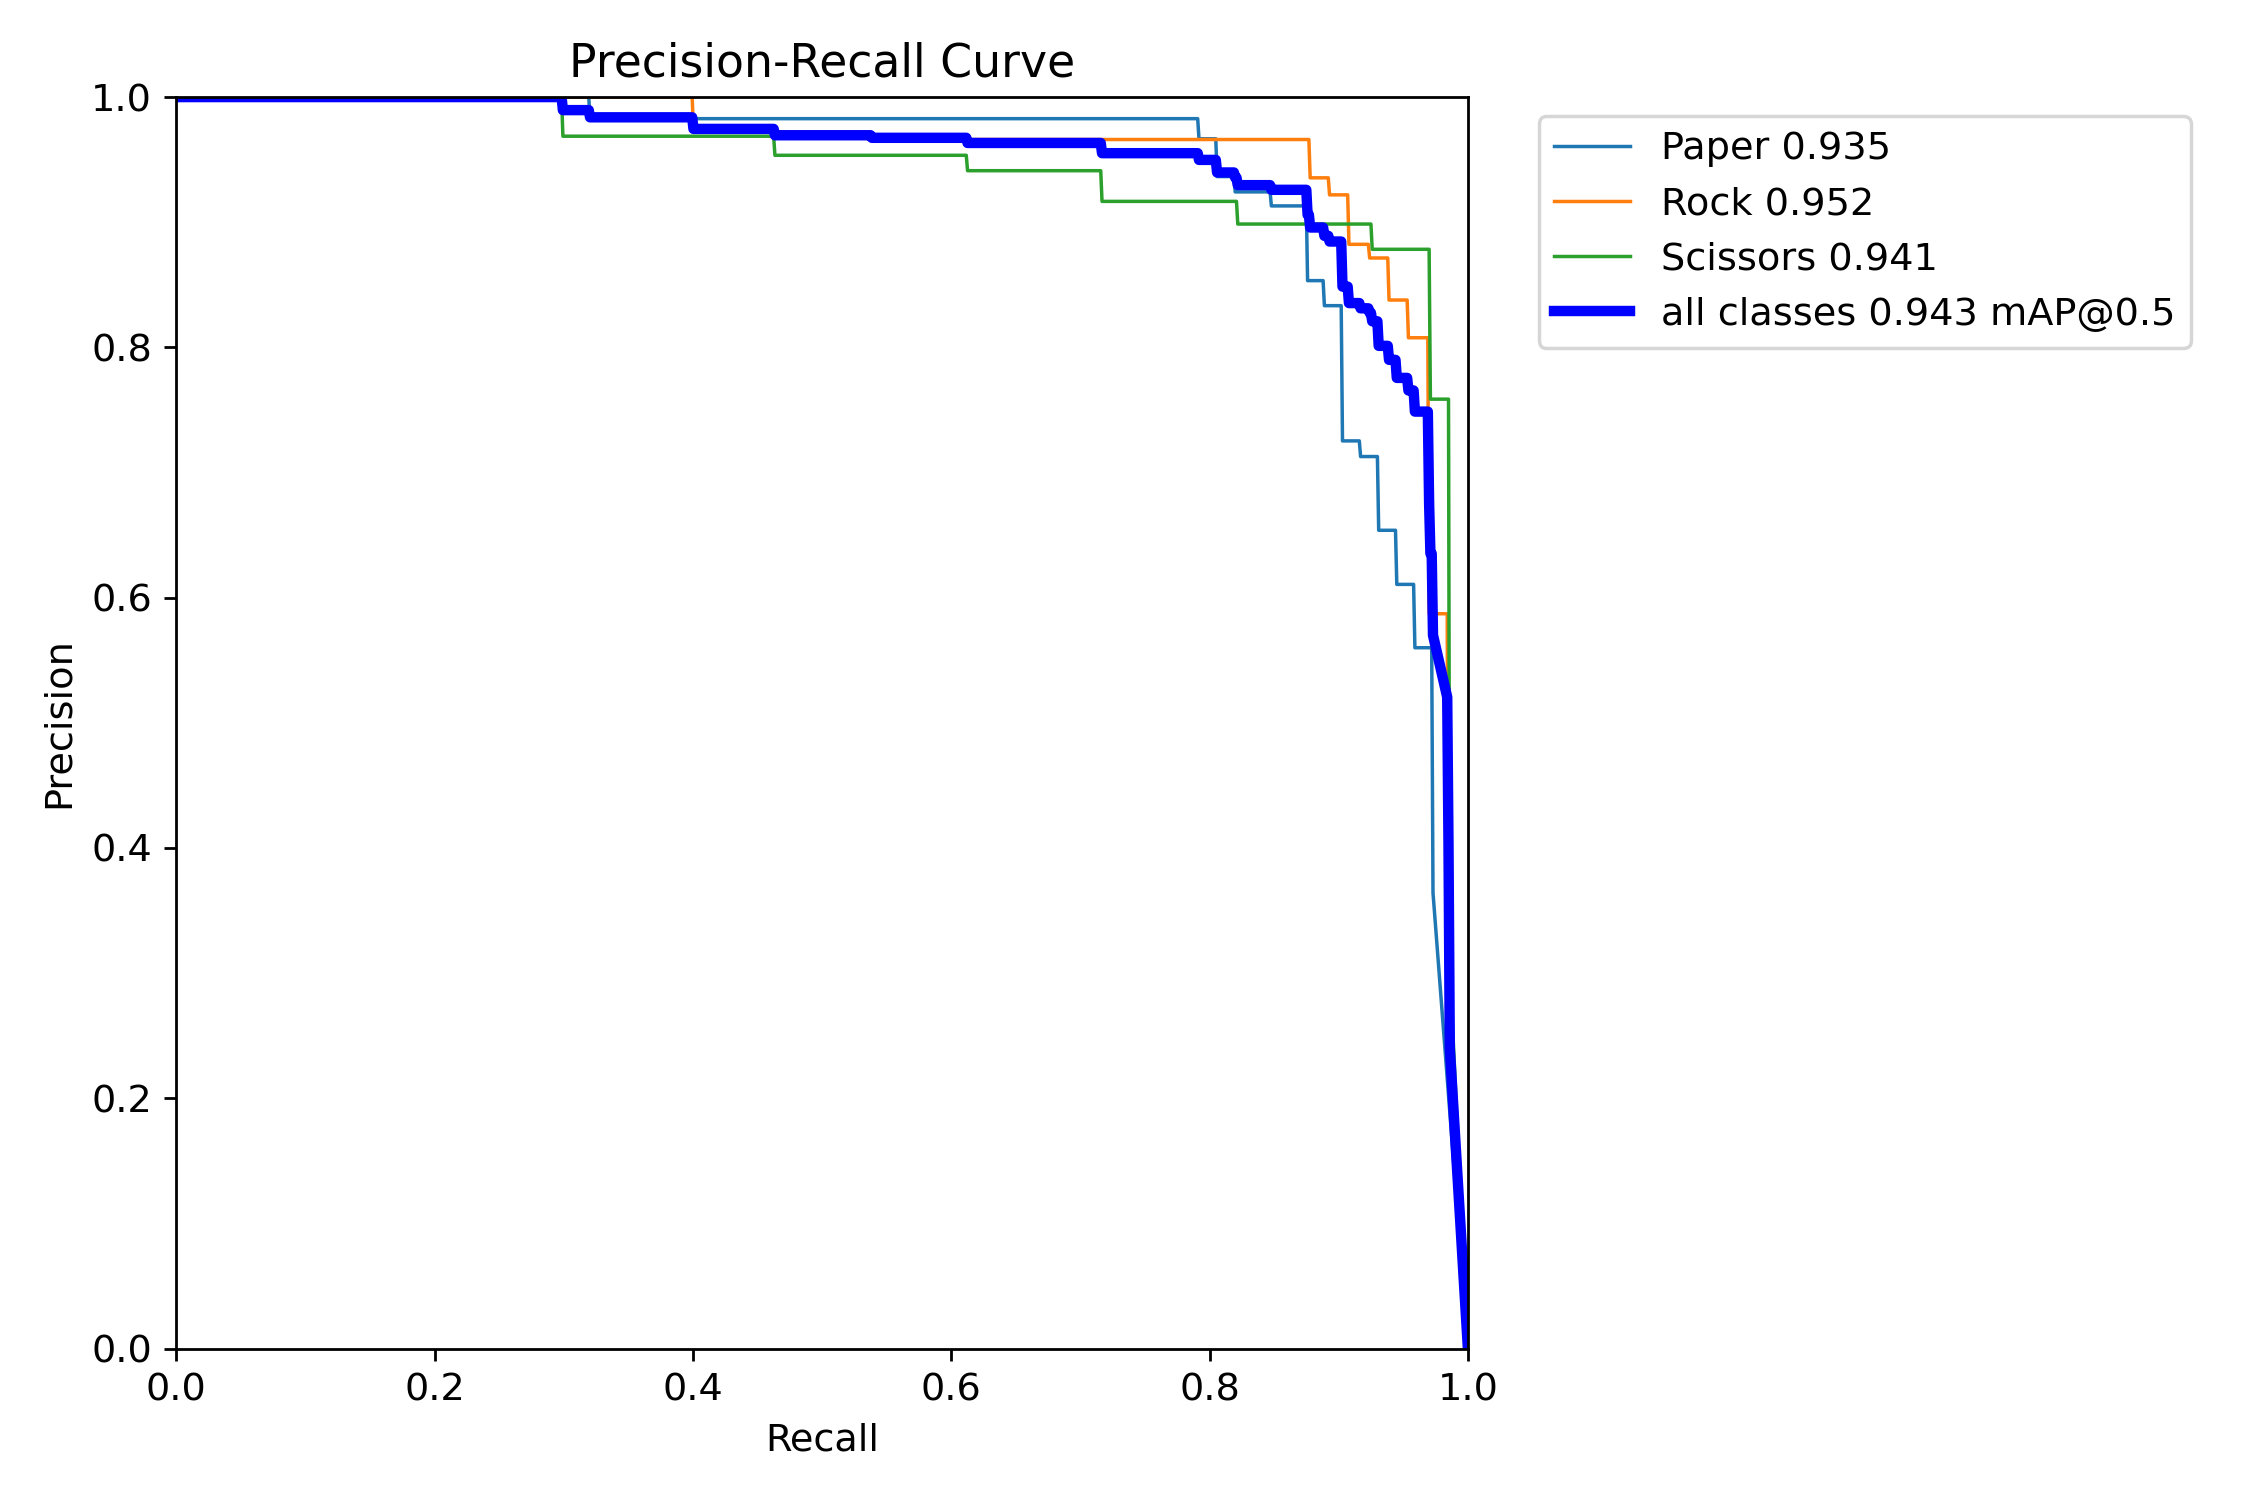 Precision-Recall Curve
1.0
0.8
0.6
0.4
0.2
0.0
Precision
0.0 0.2 0.4 0.6 0.8 1.0
Recall
Paper 0.935
Rock 0.952
Scissors 0.941
all classes 0.943 mAP@0.5